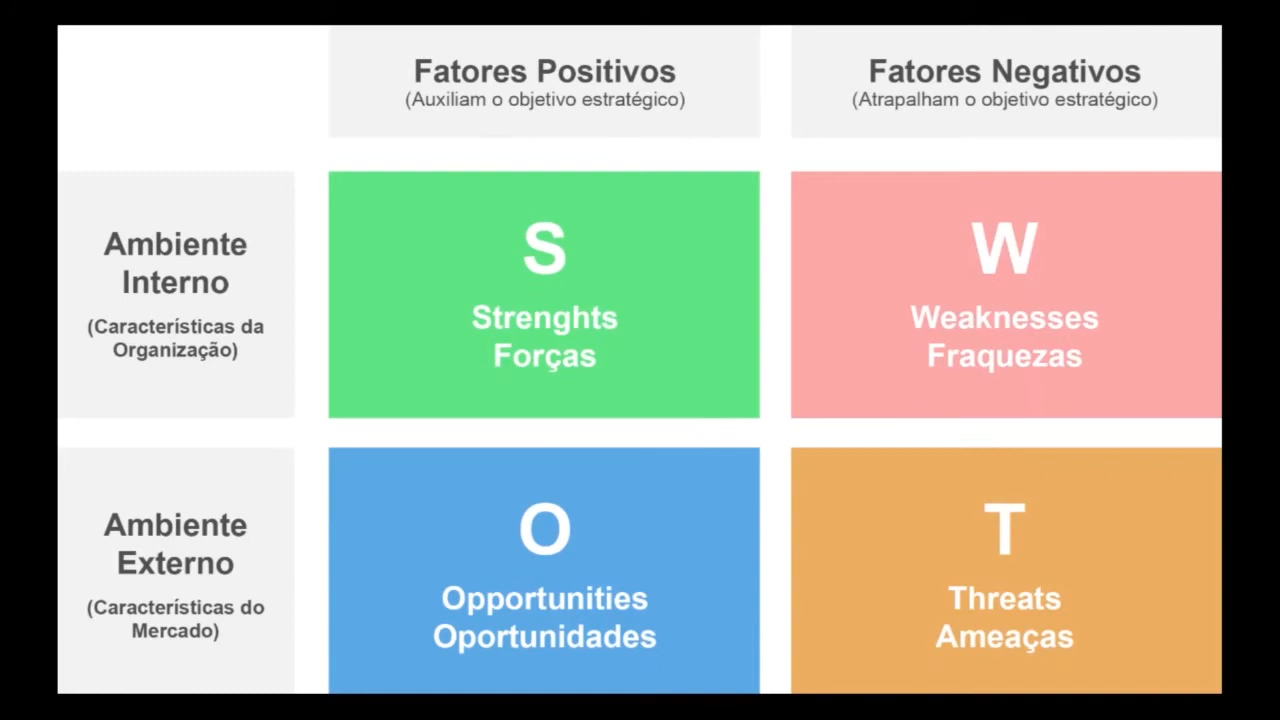 Fatores Positivos
(Auxiliam o objetivo estratégico)
Fatores Negativos
(Atrapalham o objetivo estratégico)
Ambiente
Interno
(Características da
Organização)
S
Strenghts
Forças
W
Weaknesses
Fraquezas
Ambiente
Externo
(Características do
Mercado)
O
Opportunities
Oportunidades
T
Threats
Ameaças